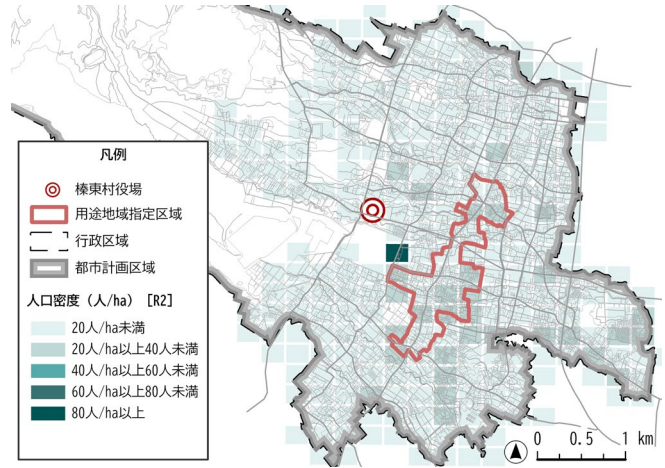 凡例
榛東村役場
用途地域指定区域
行政区域
都市計画区域
人口密度（人/ha）［R2］
20人/ha未満
20人/ha以上40人未満
40人/ha以上60人未満
60人/ha以上80人未満
80人/ha以上
0 0.5 1 km